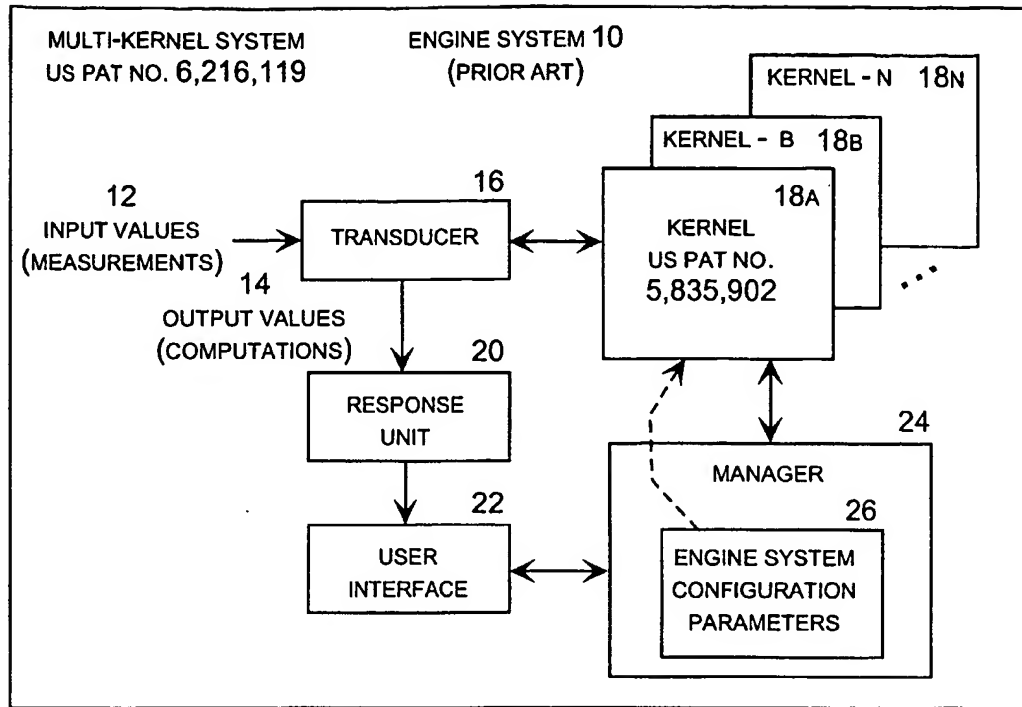 MULTI-KERNEL SYSTEM
US PAT NO. 6,216,119
ENGINE SYSTEM 10
(PRIOR ART)
KERNEL - N 18N
KERNEL - B 18B
18A
KERNEL
US PAT NO.
5,835,902
12
INPUT VALUES
(MEASUREMENTS)
16
TRANSDUCER
14
OUTPUT VALUES
(COMPUTATIONS)
20
RESPONSE
UNIT
22
USER
INTERFACE
24
MANAGER
26
ENGINE SYSTEM
CONFIGURATION
PARAMETERS